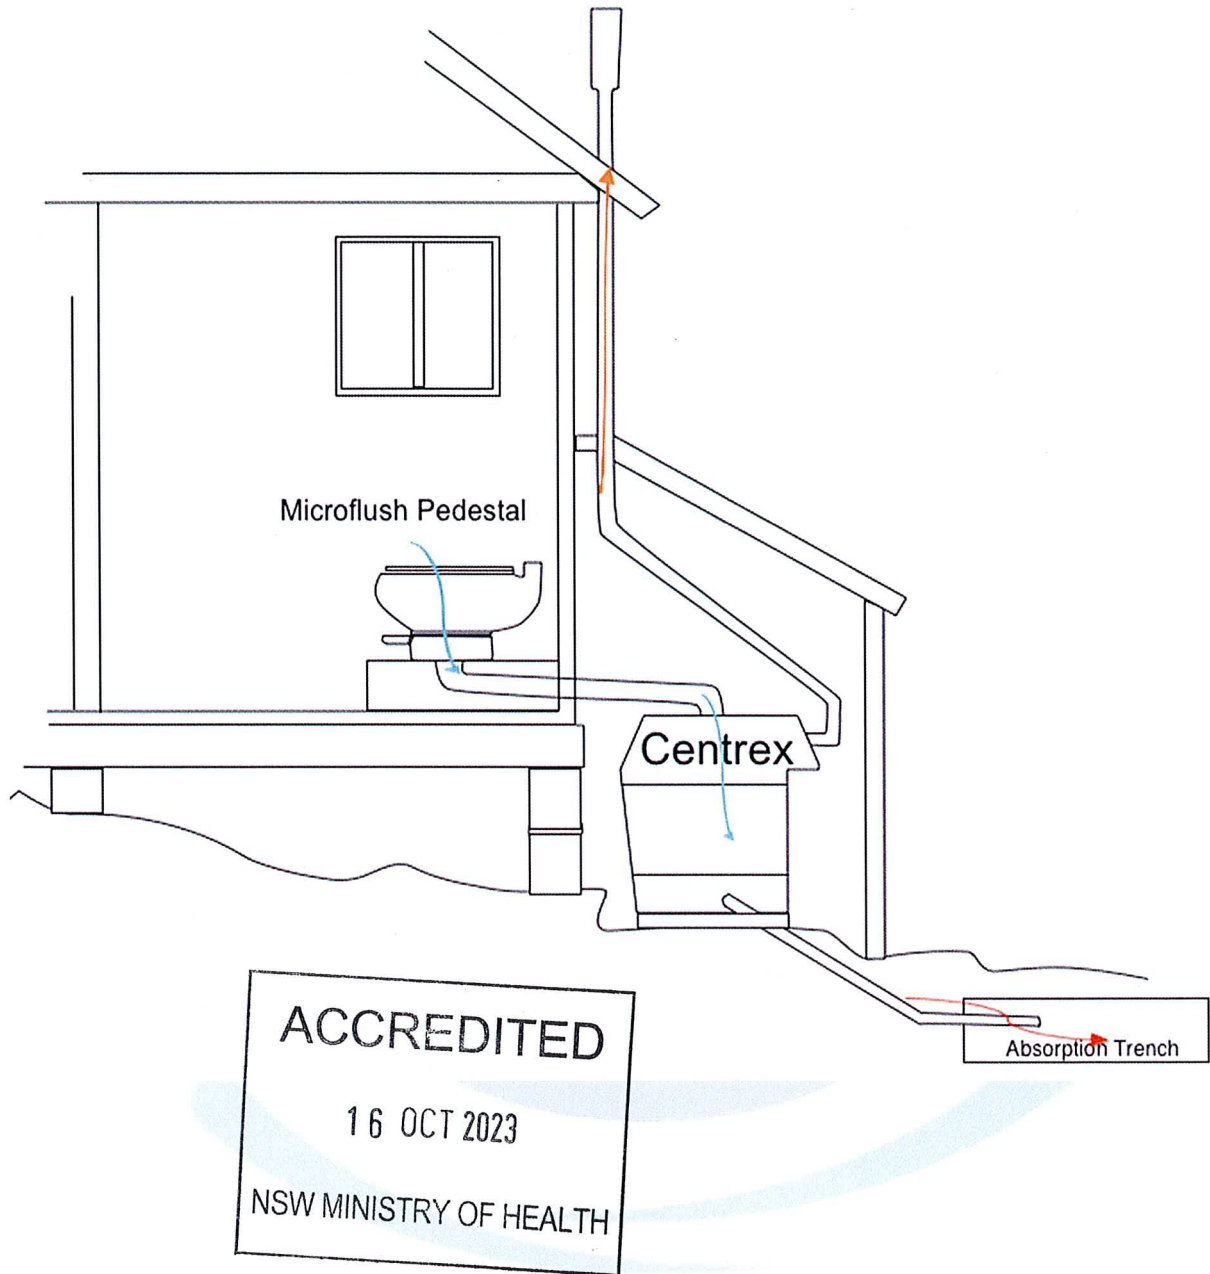 Microflush Pedestal
Centrex
Absorption Trench
ACCREDITED
16 OCT 2023
NSW MINISTRY OF HEALTH